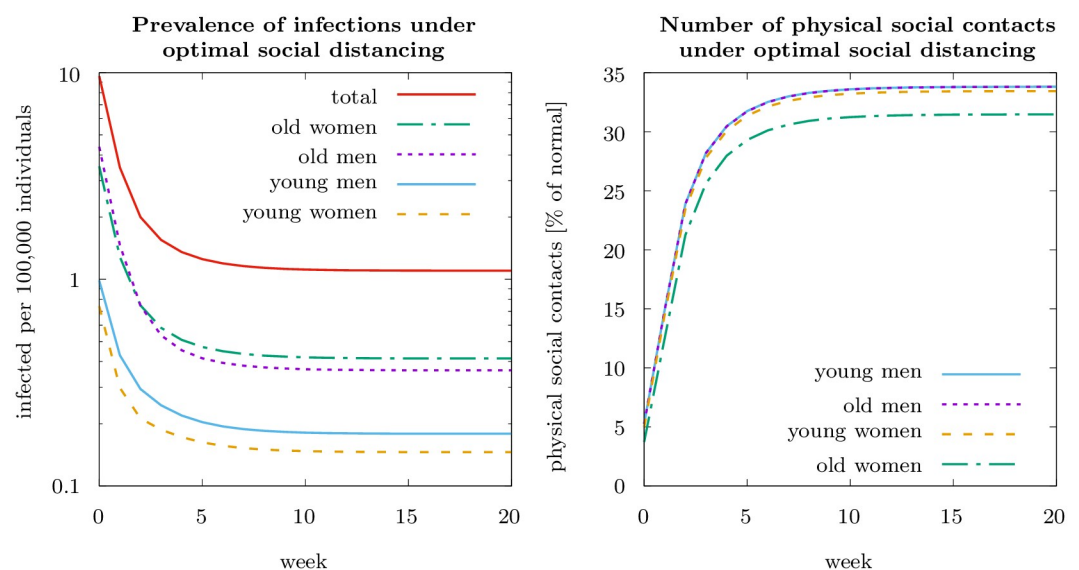 Prevalence of infections under
optimal social distancing
infected per 100,000 individuals
10
1
0.1
total
old women
old men
young men
young women
0 5 10 15 20
week
Number of physical social contacts
under optimal social distancing
physical social contacts [% of normal]
35
30
25
20
15
10
5
0
young men
old men
young women
old women
0 5 10 15 20
week